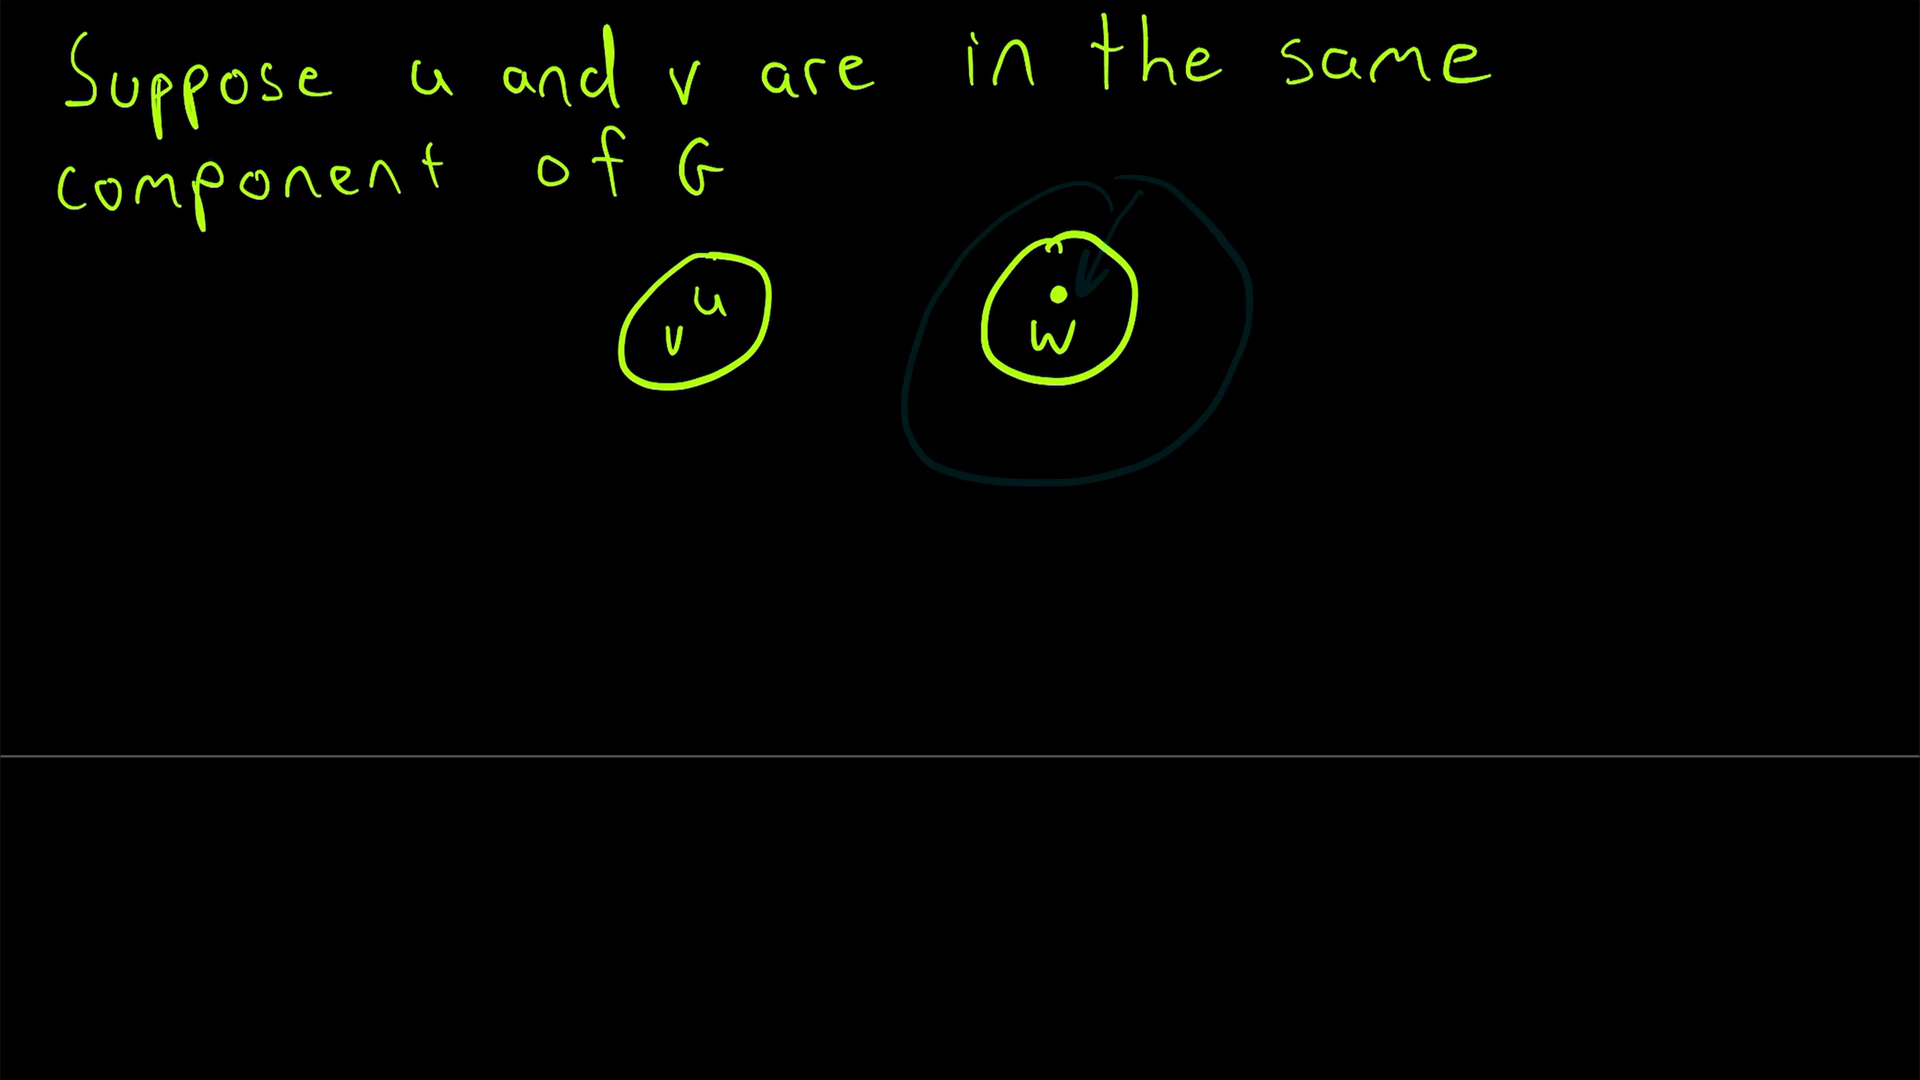 Suppose u and v are in the same
component of G
u
v
w